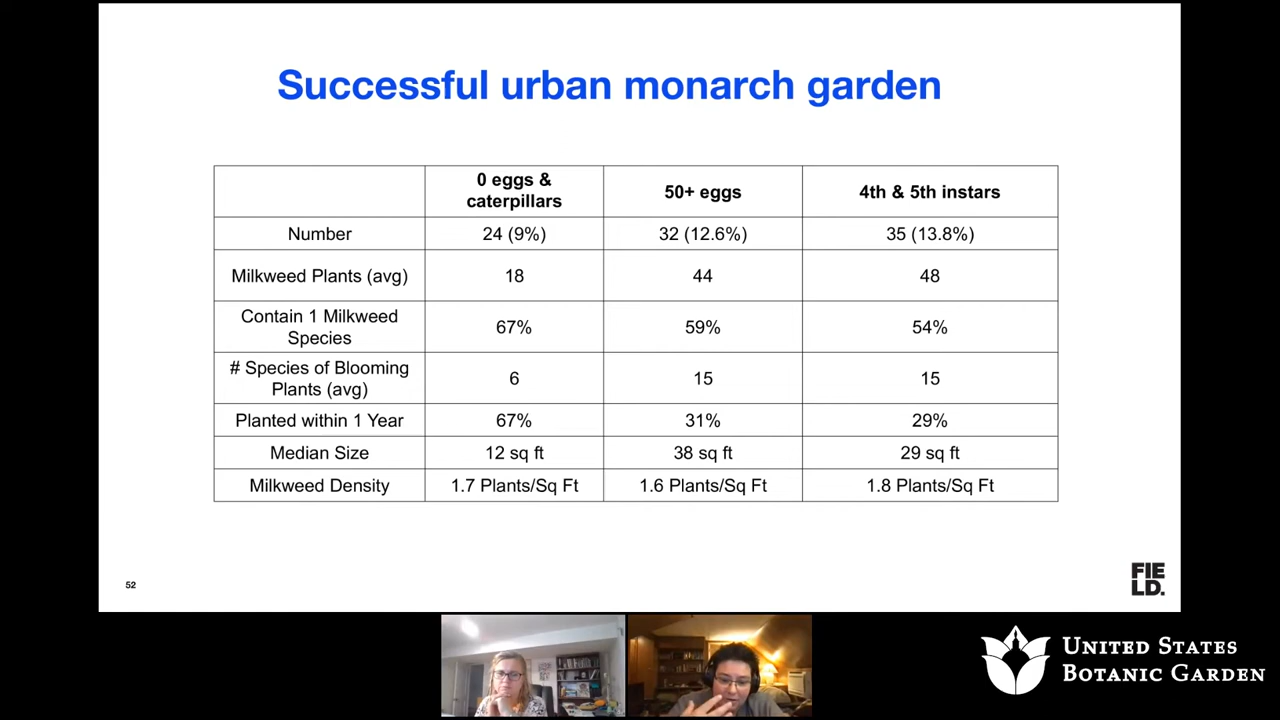 Successful urban monarch garden
0 eggs &
caterpillars
50+ eggs
4th & 5th instars
Number
24 (9%)
32 (12.6%)
35 (13.8%)
Milkweed Plants (avg)
18
44
48
Contain 1 Milkweed
Species
67%
59%
54%
# Species of Blooming
Plants (avg)
6
15
15
Planted within 1 Year
67%
31%
29%
Median Size
12 sq ft
38 sq ft
29 sq ft
Milkweed Density
1.7 Plants/Sq Ft
1.6 Plants/Sq Ft
1.8 Plants/Sq Ft
52
FIE
LD.
UNITED STATES
BOTANIC GARDEN